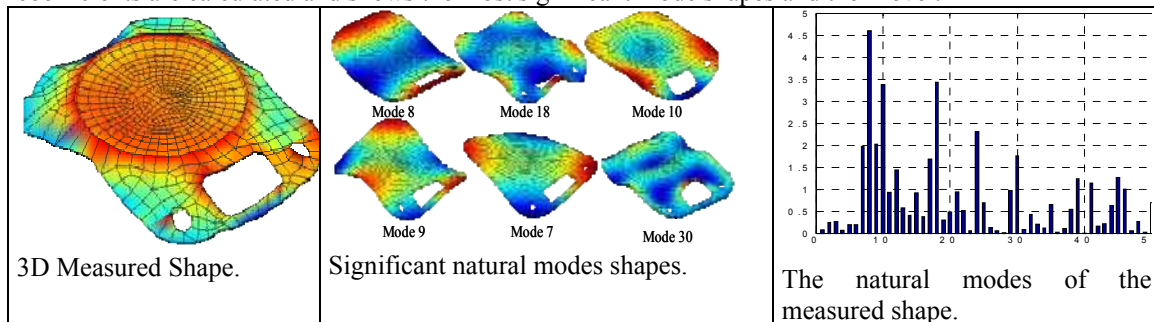 3D Measured Shape.
Mode 8
Mode 18
Mode 10
Mode 9
Mode 7
Mode 30
Significant natural modes shapes.
5
4.5
4
3.5
3
2.5
2
1.5
1
0.5
0
0 10 20 30 40 5
The natural modes of the
measured shape.